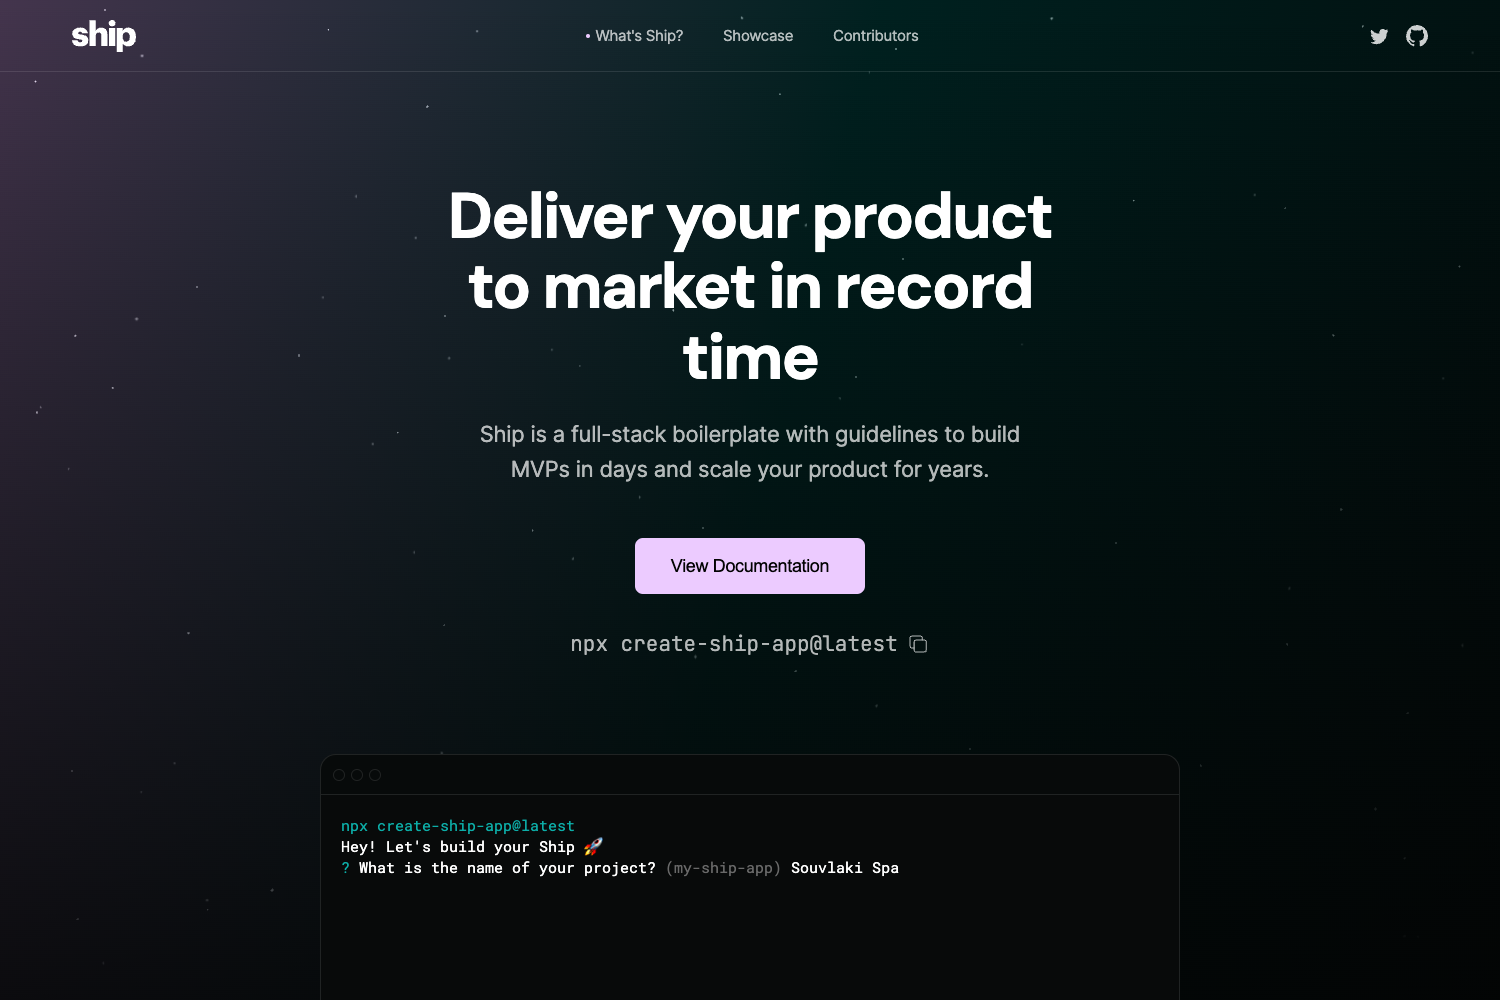 ship
What's Ship?
Showcase
Contributors
Deliver your product
to market in record
time
Ship is a full-stack boilerplate with guidelines to build
MVPs in days and scale your product for years.
View Documentation
npx create-ship-app@latest
npx create-ship-app@latest
Hey! Let's build your Ship 🚀
? What is the name of your project? (my-ship-app) Souvlaki Spa